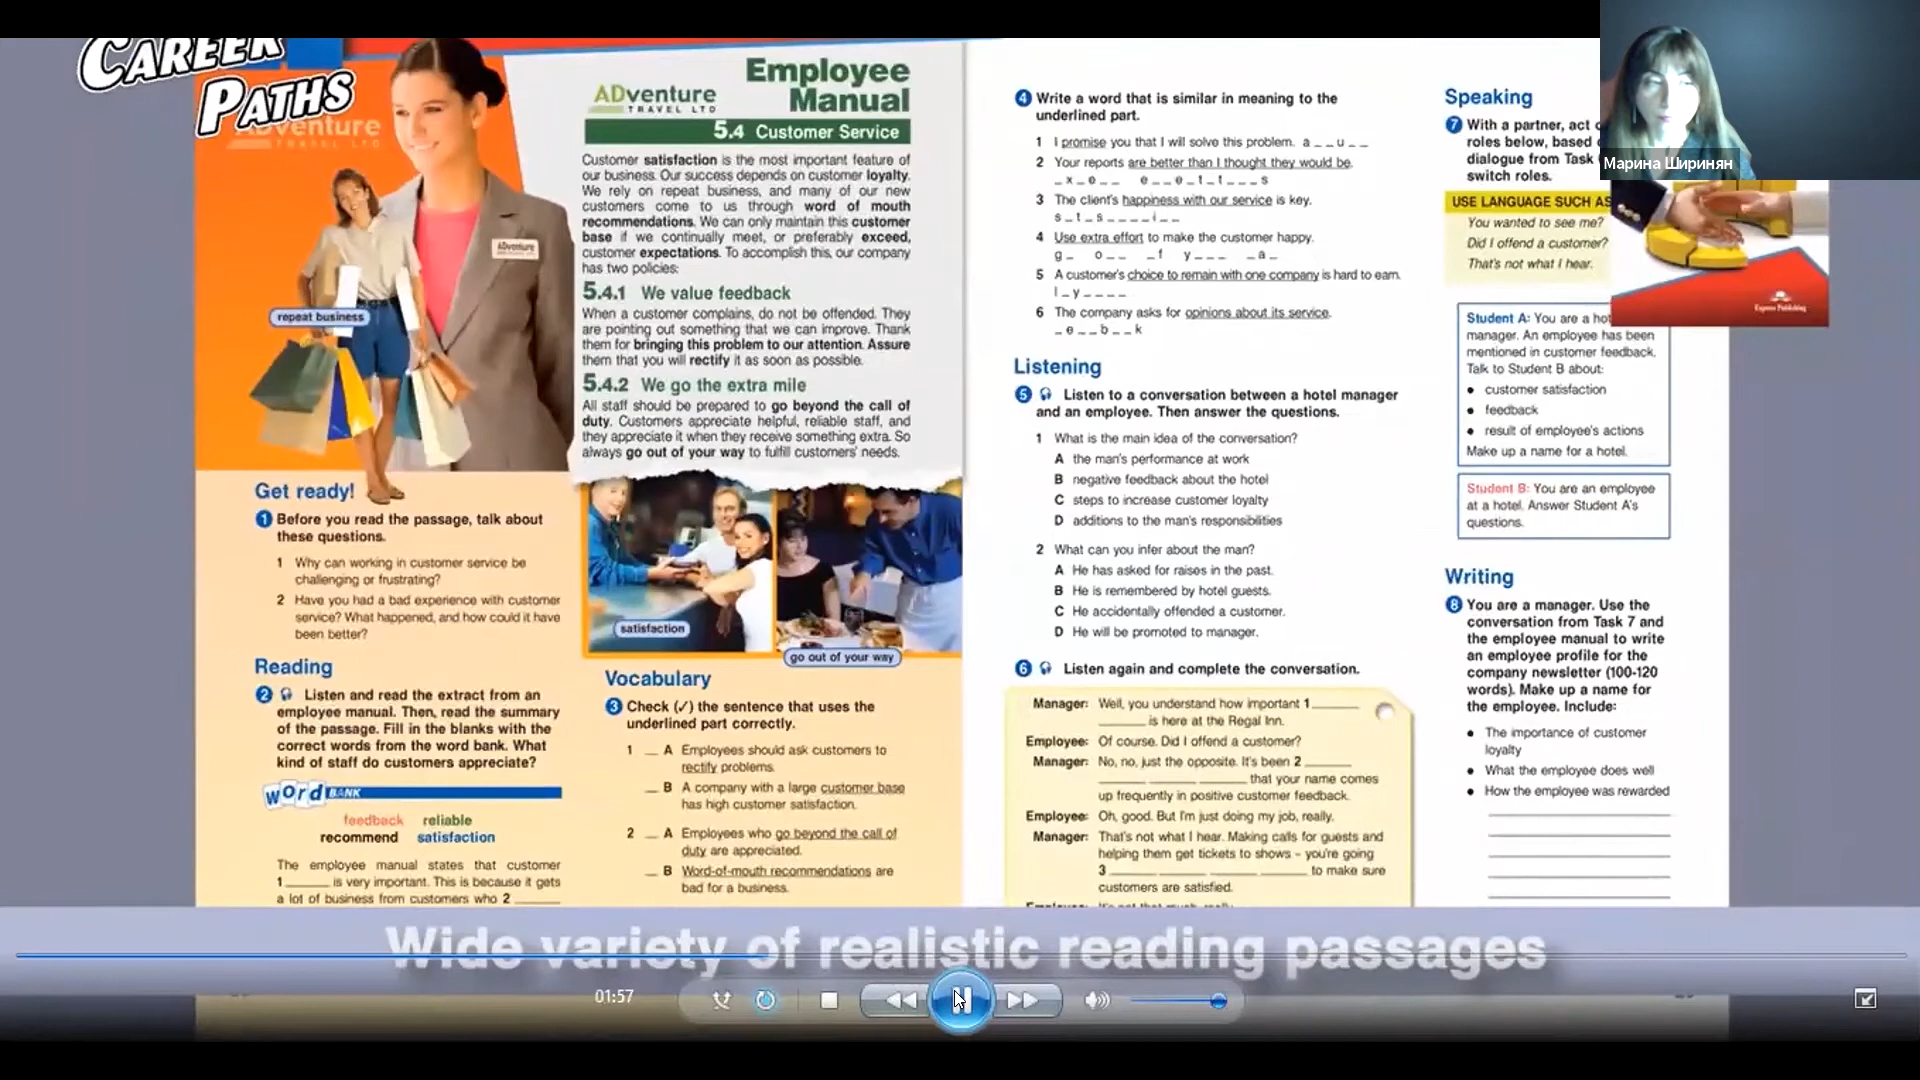 CAREER
PATHS
ADventure
TRAVEL LTD
ADventure
repeat business
ADventure
TRAVEL LTD
Employee
Manual
5.4 Customer Service
Customer satisfaction is the most important feature of
our business. Our success depends on customer loyalty.
We rely on repeat business, and many of our new
customers come to us through word of mouth
recommendations. We can only maintain this customer
base if we continually meet, or preferably exceed,
customer expectations. To accomplish this, our company
has two policies:
5.4.1 We value feedback
When a customer complains, do not be offended. They
are pointing out something that we can improve. Thank
them for bringing this problem to our attention. Assure
them that you will rectify it as soon as possible.
5.4.2 We go the extra mile
All staff should be prepared to go beyond the call of
duty. Customers appreciate helpful, reliable staff, and
they appreciate it when they receive something extra. So
always go out of your way to fulfill customers' needs.
satisfaction
go out of your way
Get ready!
1 Before you read the passage, talk about
these questions.
1 Why can working in customer service be
challenging or frustrating?
2 Have you had a bad experience with customer
service? What happened, and how could it have
been better?
Reading
2 Listen and read the extract from an
employee manual. Then, read the summary
of the passage. Fill in the blanks with the
correct words from the word bank. What
kind of staff do customers appreciate?
word BANK
feedback reliable
recommend satisfaction
The employee manual states that customer
1 ______ is very important. This is because it gets
a lot of business from customers who 2 ______
Vocabulary
3 Check (✓) the sentence that uses the
underlined part correctly.
1 _ A Employees should ask customers to
rectify problems.
_ B A company with a large customer base
has high customer satisfaction.
2 _ A Employees who go beyond the call of
duty are appreciated.
_ B Word-of-mouth recommendations are
bad for a business.
4 Write a word that is similar in meaning to the
underlined part.
1 I promise you that I will solve this problem. a _ _ u _ _
2 Your reports are better than I thought they would be.
_ x _ e _ _ e _ _ e _ t _ t _ _ _ s
3 The client's happiness with our service is key.
s _ t _ s _ _ _ _ i _ _
4 Use extra effort to make the customer happy.
g _ o _ _ _ f y _ _ _ _ a _
5 A customer's choice to remain with one company is hard to earn.
l _ y _ _ _ _
6 The company asks for opinions about its service.
_ e _ _ b _ _ k
Listening
5 Listen to a conversation between a hotel manager
and an employee. Then answer the questions.
1 What is the main idea of the conversation?
A the man's performance at work
B negative feedback about the hotel
C steps to increase customer loyalty
D additions to the man's responsibilities
2 What can you infer about the man?
A He has asked for raises in the past.
B He is remembered by hotel guests.
C He accidentally offended a customer.
D He will be promoted to manager.
6 Listen again and complete the conversation.
Manager: Well, you understand how important 1 ______
______ is here at the Regal Inn.
Employee: Of course. Did I offend a customer?
Manager: No, no, just the opposite. It's been 2 ______
______ ______ ______ that your name comes
up frequently in positive customer feedback.
Employee: Oh, good. But I'm just doing my job, really.
Manager: That's not what I hear. Making calls for guests and
helping them get tickets to shows – you're going
3 ______ ______ ______ ______ to make sure
customers are satisfied.
Speaking
7 With a partner, act
roles below, based
dialogue from Task
switch roles.
USE LANGUAGE SUCH AS
You wanted to see me?
Did I offend a customer?
That's not what I hear.
Express Publishing
Student A: You are a
manager. An employee has been
mentioned in customer feedback.
Talk to Student B about:
• customer satisfaction
• feedback
• result of employee's actions
Make up a name for a hotel.
Student B: You are an employee
at a hotel. Answer Student A's
questions.
Writing
8 You are a manager. Use the
conversation from Task 7 and
the employee manual to write
an employee profile for the
company newsletter (100-120
words). Make up a name for
the employee. Include:
• The importance of customer
loyalty
• What the employee does well
• How the employee was rewarded
Марина Ширинян
Wide variety of realistic reading passages
01:57